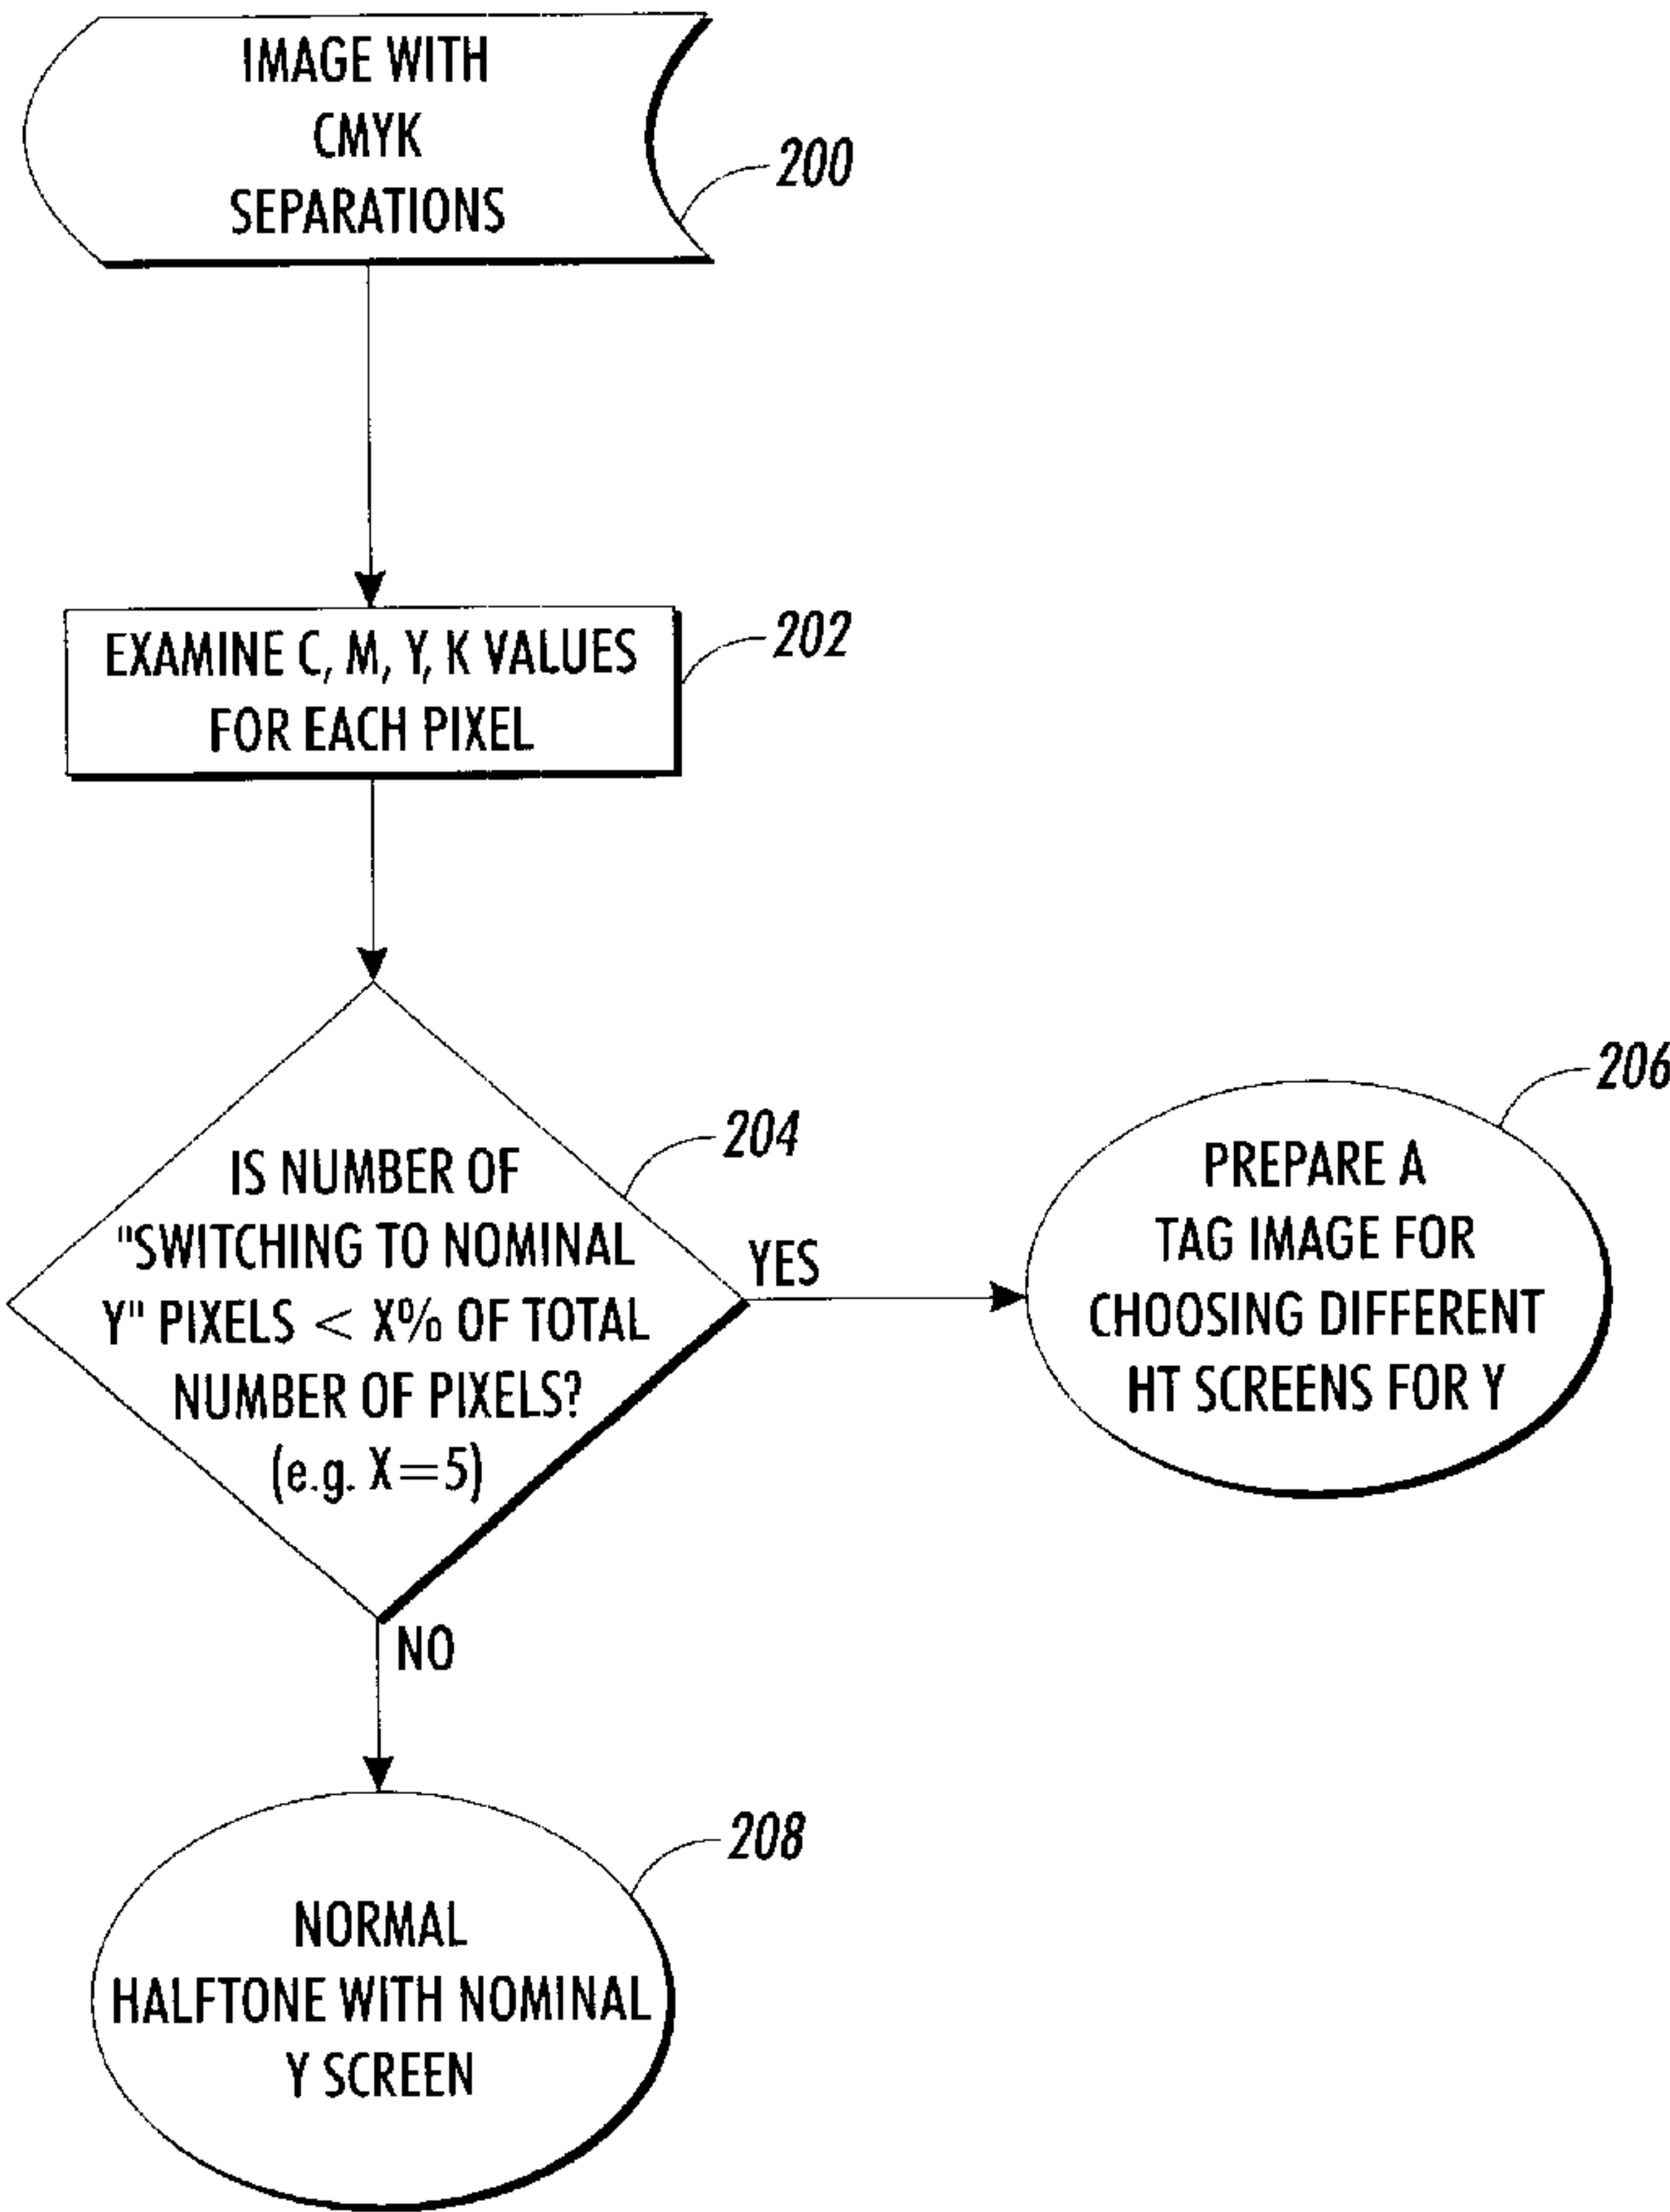 IMAGE WITH
CMYK
SEPARATIONS
200
EXAMINE C, M, Y, K VALUES
FOR EACH PIXEL
202
IS NUMBER OF
"SWITCHING TO NOMINAL
Y" PIXELS < X% OF TOTAL
NUMBER OF PIXELS?
(e.g. X=5)
204
YES
PREPARE A
TAG IMAGE FOR
CHOOSING DIFFERENT
HT SCREENS FOR Y
206
NO
NORMAL
HALFTONE WITH NOMINAL
Y SCREEN
208